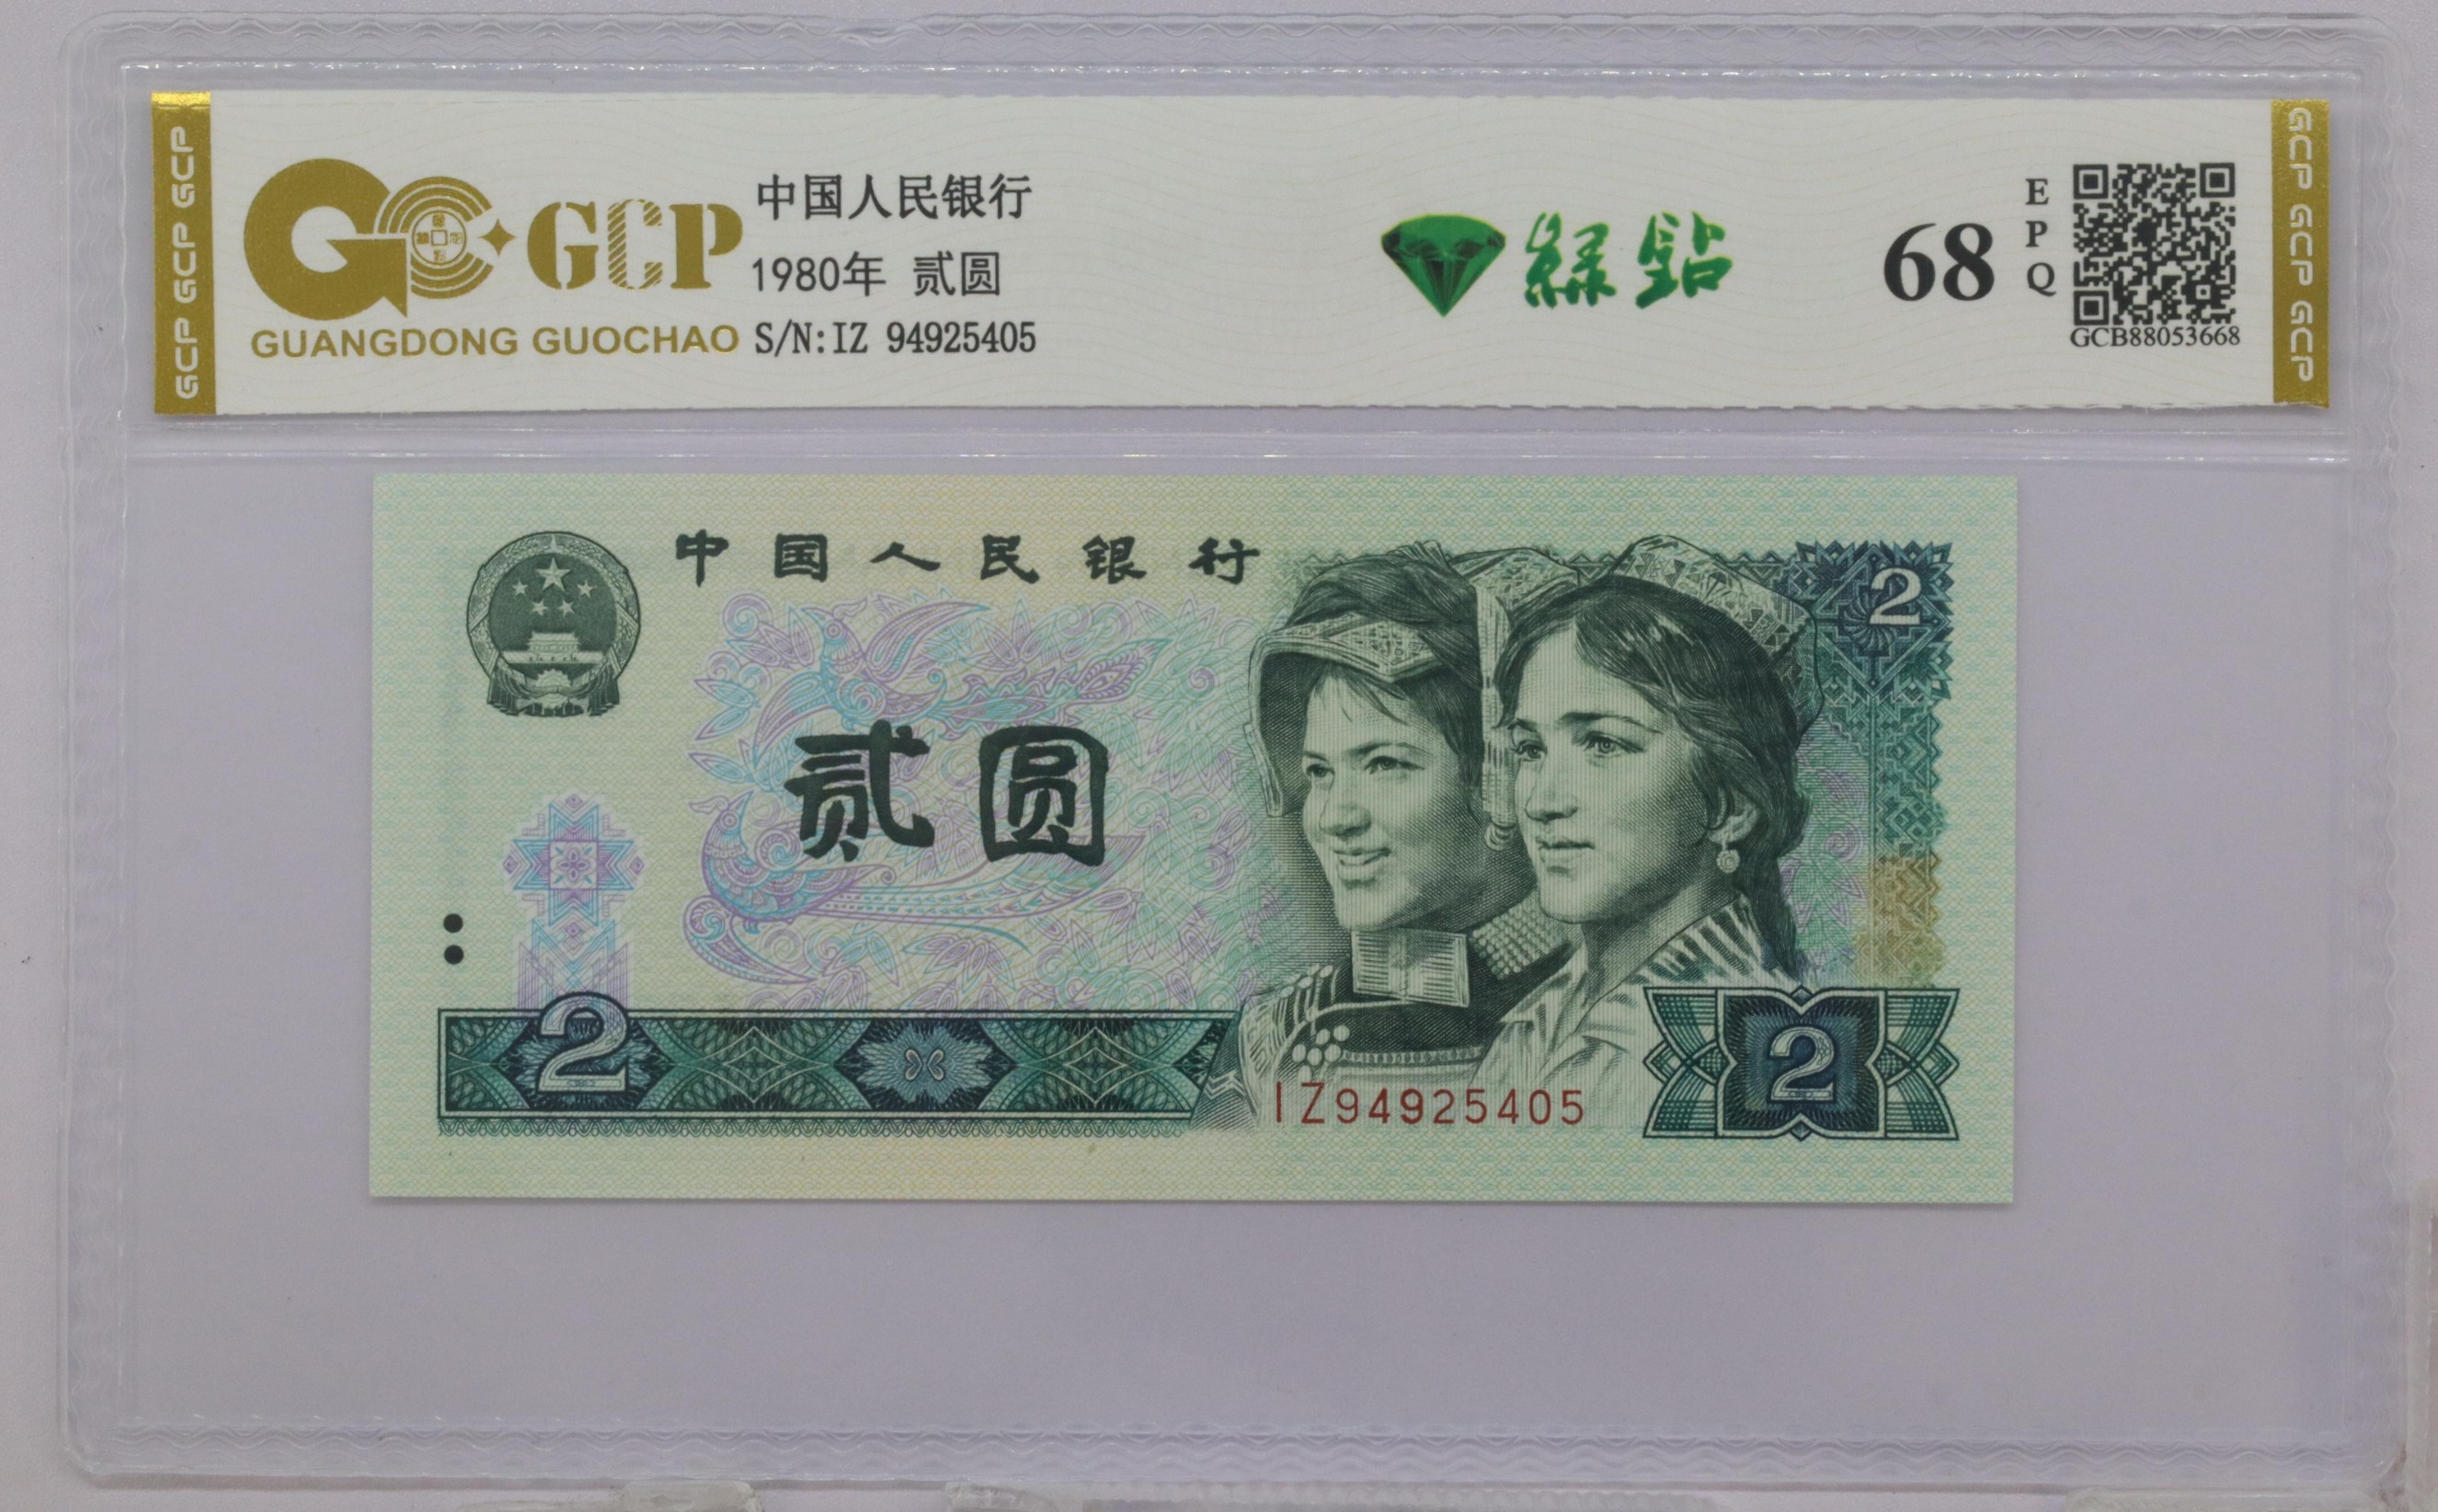 GCP GCP GCP
GCP
GUANGDONG GUOCHAO
中国人民银行
1980年 贰圆
S/N:IZ 94925405
綠鉆
68
EPQ
GCB88053668
GCP GCP GCP
中国人民银行
2
贰圆
2
IZ94925405
2